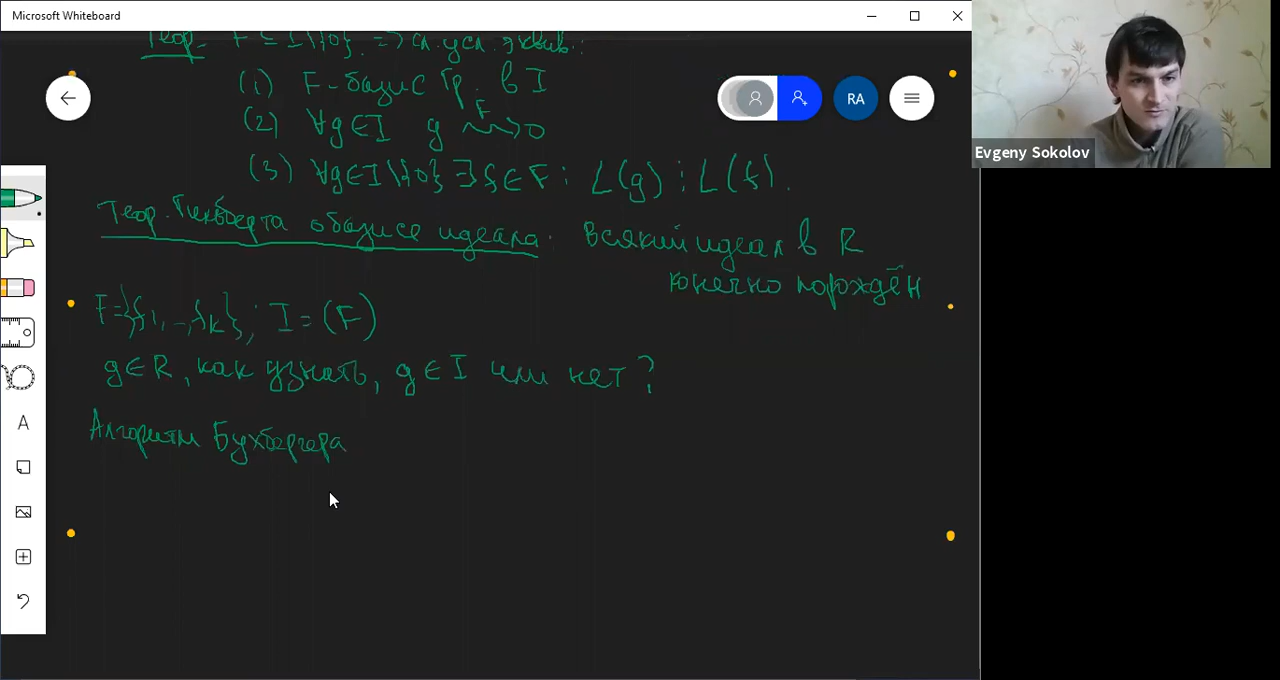 Microsoft Whiteboard
Теор. F ⊆ I\{0} => сл. усл. эквив.:
(1) F - базис Гр. в I
(2) ∀g∈I g ⇝F 0
(3) ∀g∈I\{0} ∃f∈F: L(g) ⋮ L(f).
RA
Evgeny Sokolov
Теор. Гильберта о базисе идеала: всякий идеал в R
конечно порождён
F={f1, -, fk}; I = (F)
g∈R, как узнать, g∈I или нет?
Алгоритм Бухбергера
A